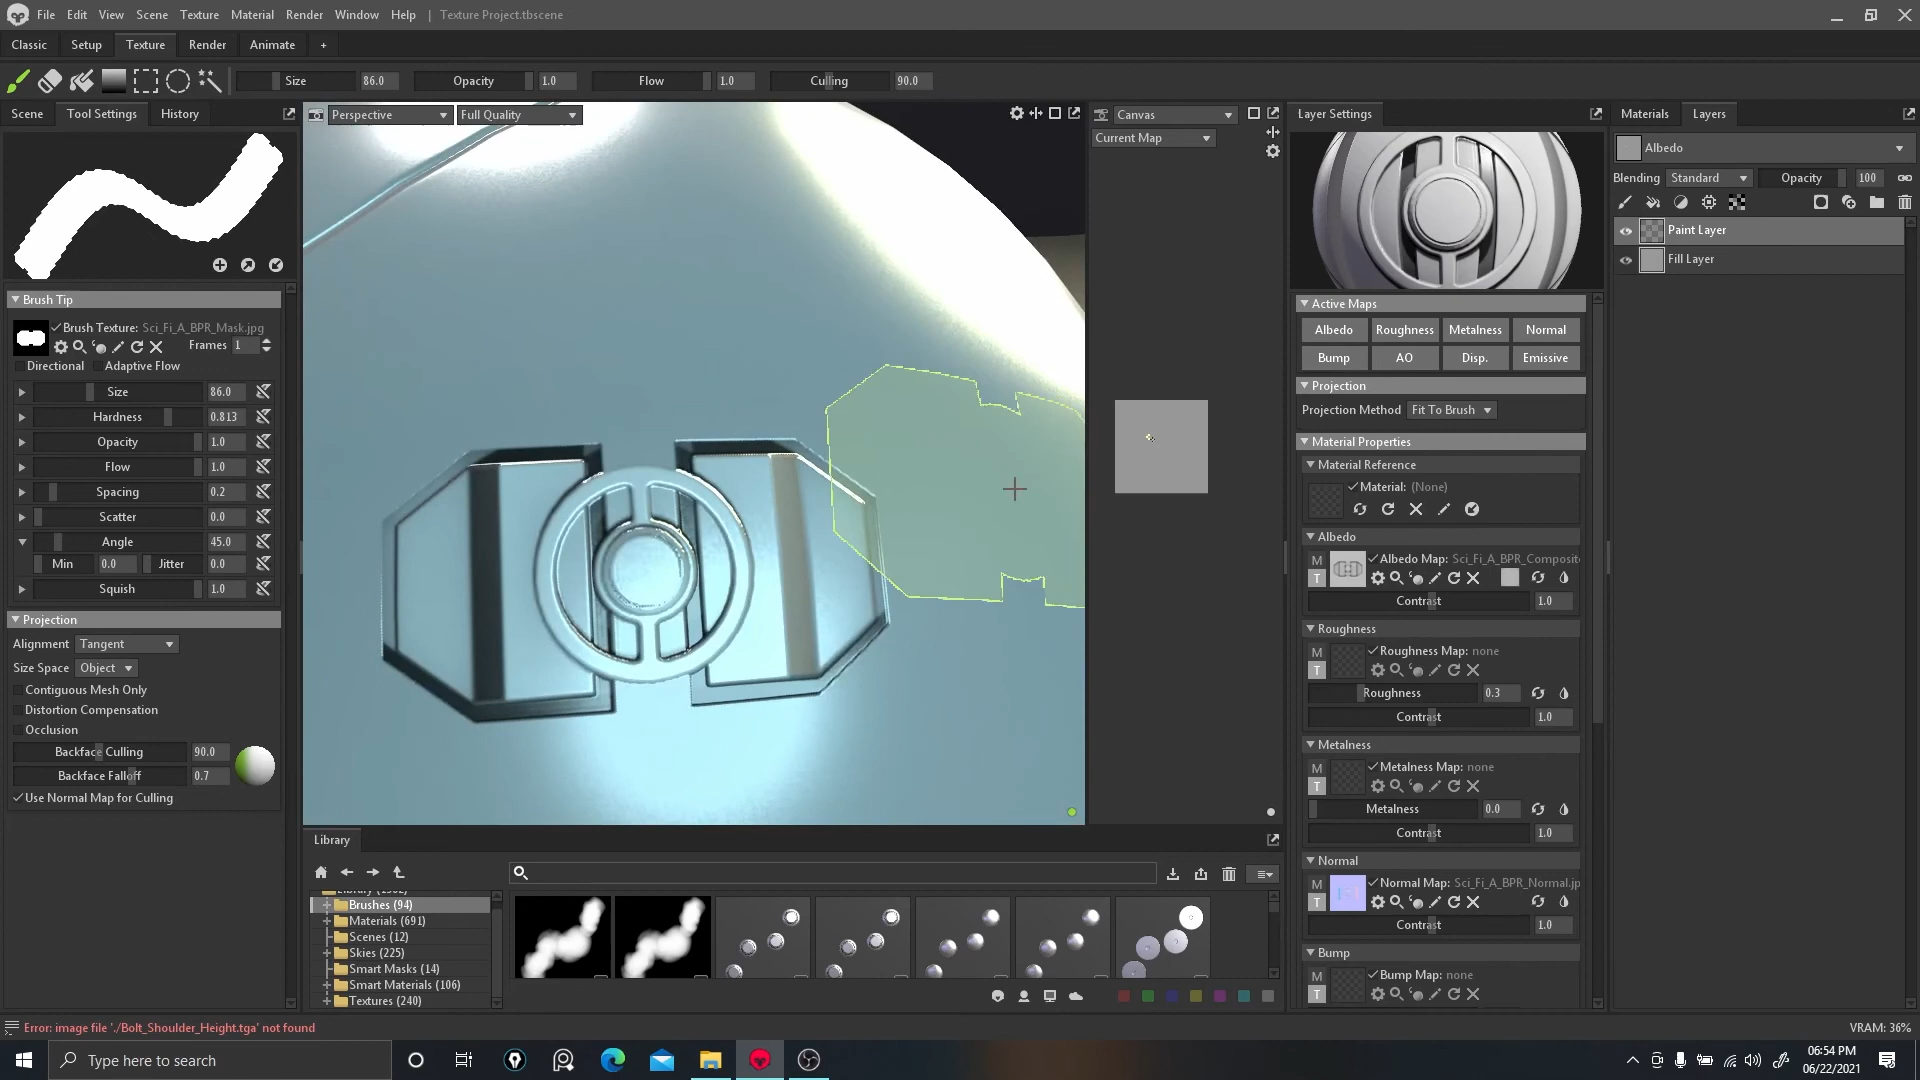 File Edit View Scene Texture Material Render Window Help | Texture Project.tbscene
Classic Setup Texture Render Animate +
Size 86.0 Opacity 1.0 Flow 1.0 Culling 90.0
Scene Tool Settings History
Perspective Full Quality
Canvas
Current Map
Layer Settings
Materials Layers
Albedo
Blending Standard Opacity 100
Paint Layer
Fill Layer
Brush Tip
Brush Texture: Sci_Fi_A_BPR_Mask.jpg
Frames 1
Directional Adaptive Flow
Size 86.0
Hardness 0.813
Opacity 1.0
Flow 1.0
Spacing 0.2
Scatter 0.0
Angle 45.0
Min 0.0 Jitter 0.0
Squish 1.0
Projection
Alignment Tangent
Size Space Object
Contiguous Mesh Only
Distortion Compensation
Occlusion
Backface Culling 90.0
Backface Falloff 0.7
Use Normal Map for Culling
Active Maps
Albedo Roughness Metalness Normal
Bump AO Disp. Emissive
Projection
Projection Method Fit To Brush
Material Properties
Material Reference
Material: (None)
Albedo
M
T
Albedo Map: Sci_Fi_A_BPR_Composite
Contrast 1.0
Roughness
M
T
Roughness Map: none
Roughness 0.3
Contrast 1.0
Metalness
M
T
Metalness Map: none
Metalness 0.0
Contrast 1.0
Normal
M
T
Normal Map: Sci_Fi_A_BPR_Normal.jp
Contrast 1.0
Bump
M
T
Bump Map: none
Library
Brushes (94)
Materials (691)
Scenes (12)
Skies (225)
Smart Masks (14)
Smart Materials (106)
Textures (240)
Error: image file './Bolt_Shoulder_Height.tga' not found
VRAM: 36%
Type here to search
06:54 PM
06/22/2021